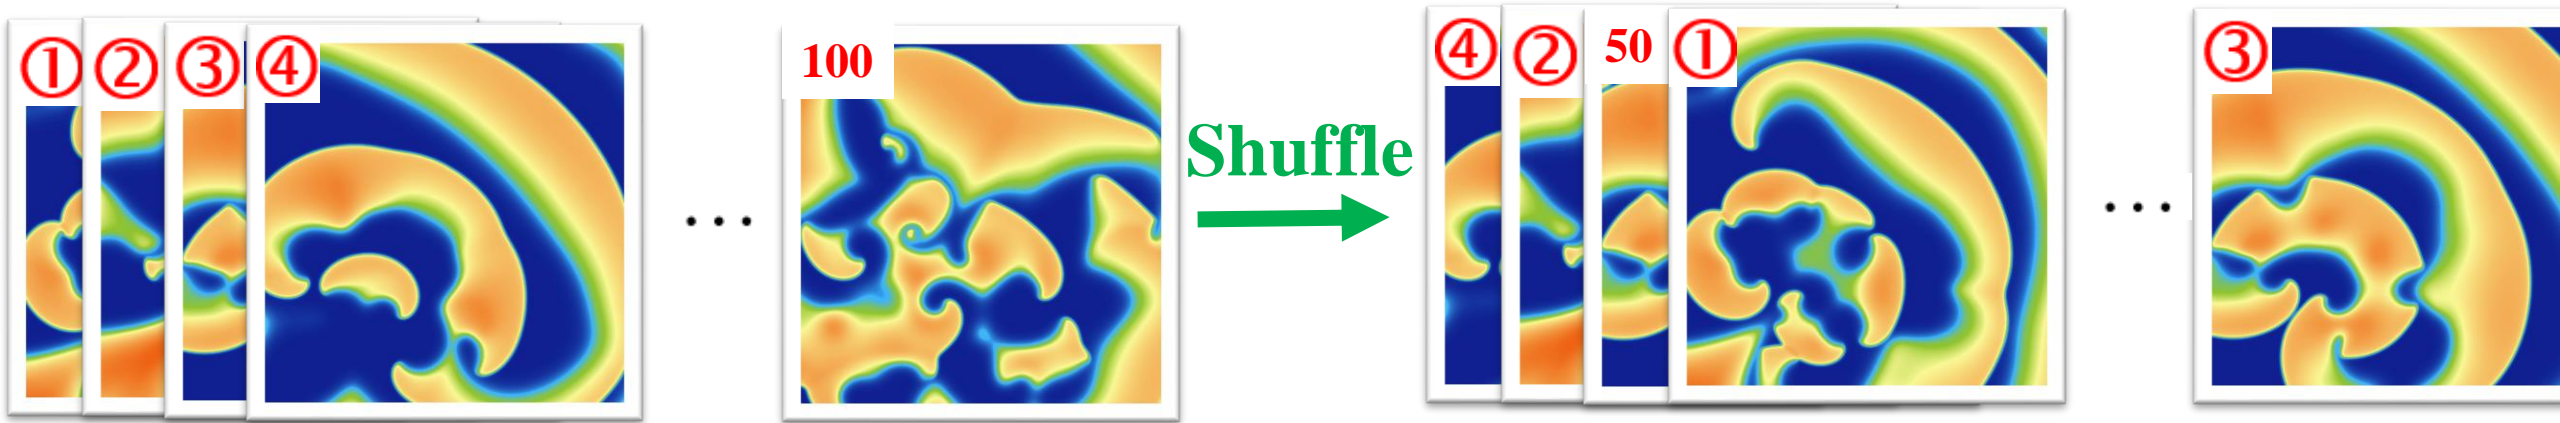 ① ② ③ ④ ... 100 Shuffle ④ ② 50 ① ... ③